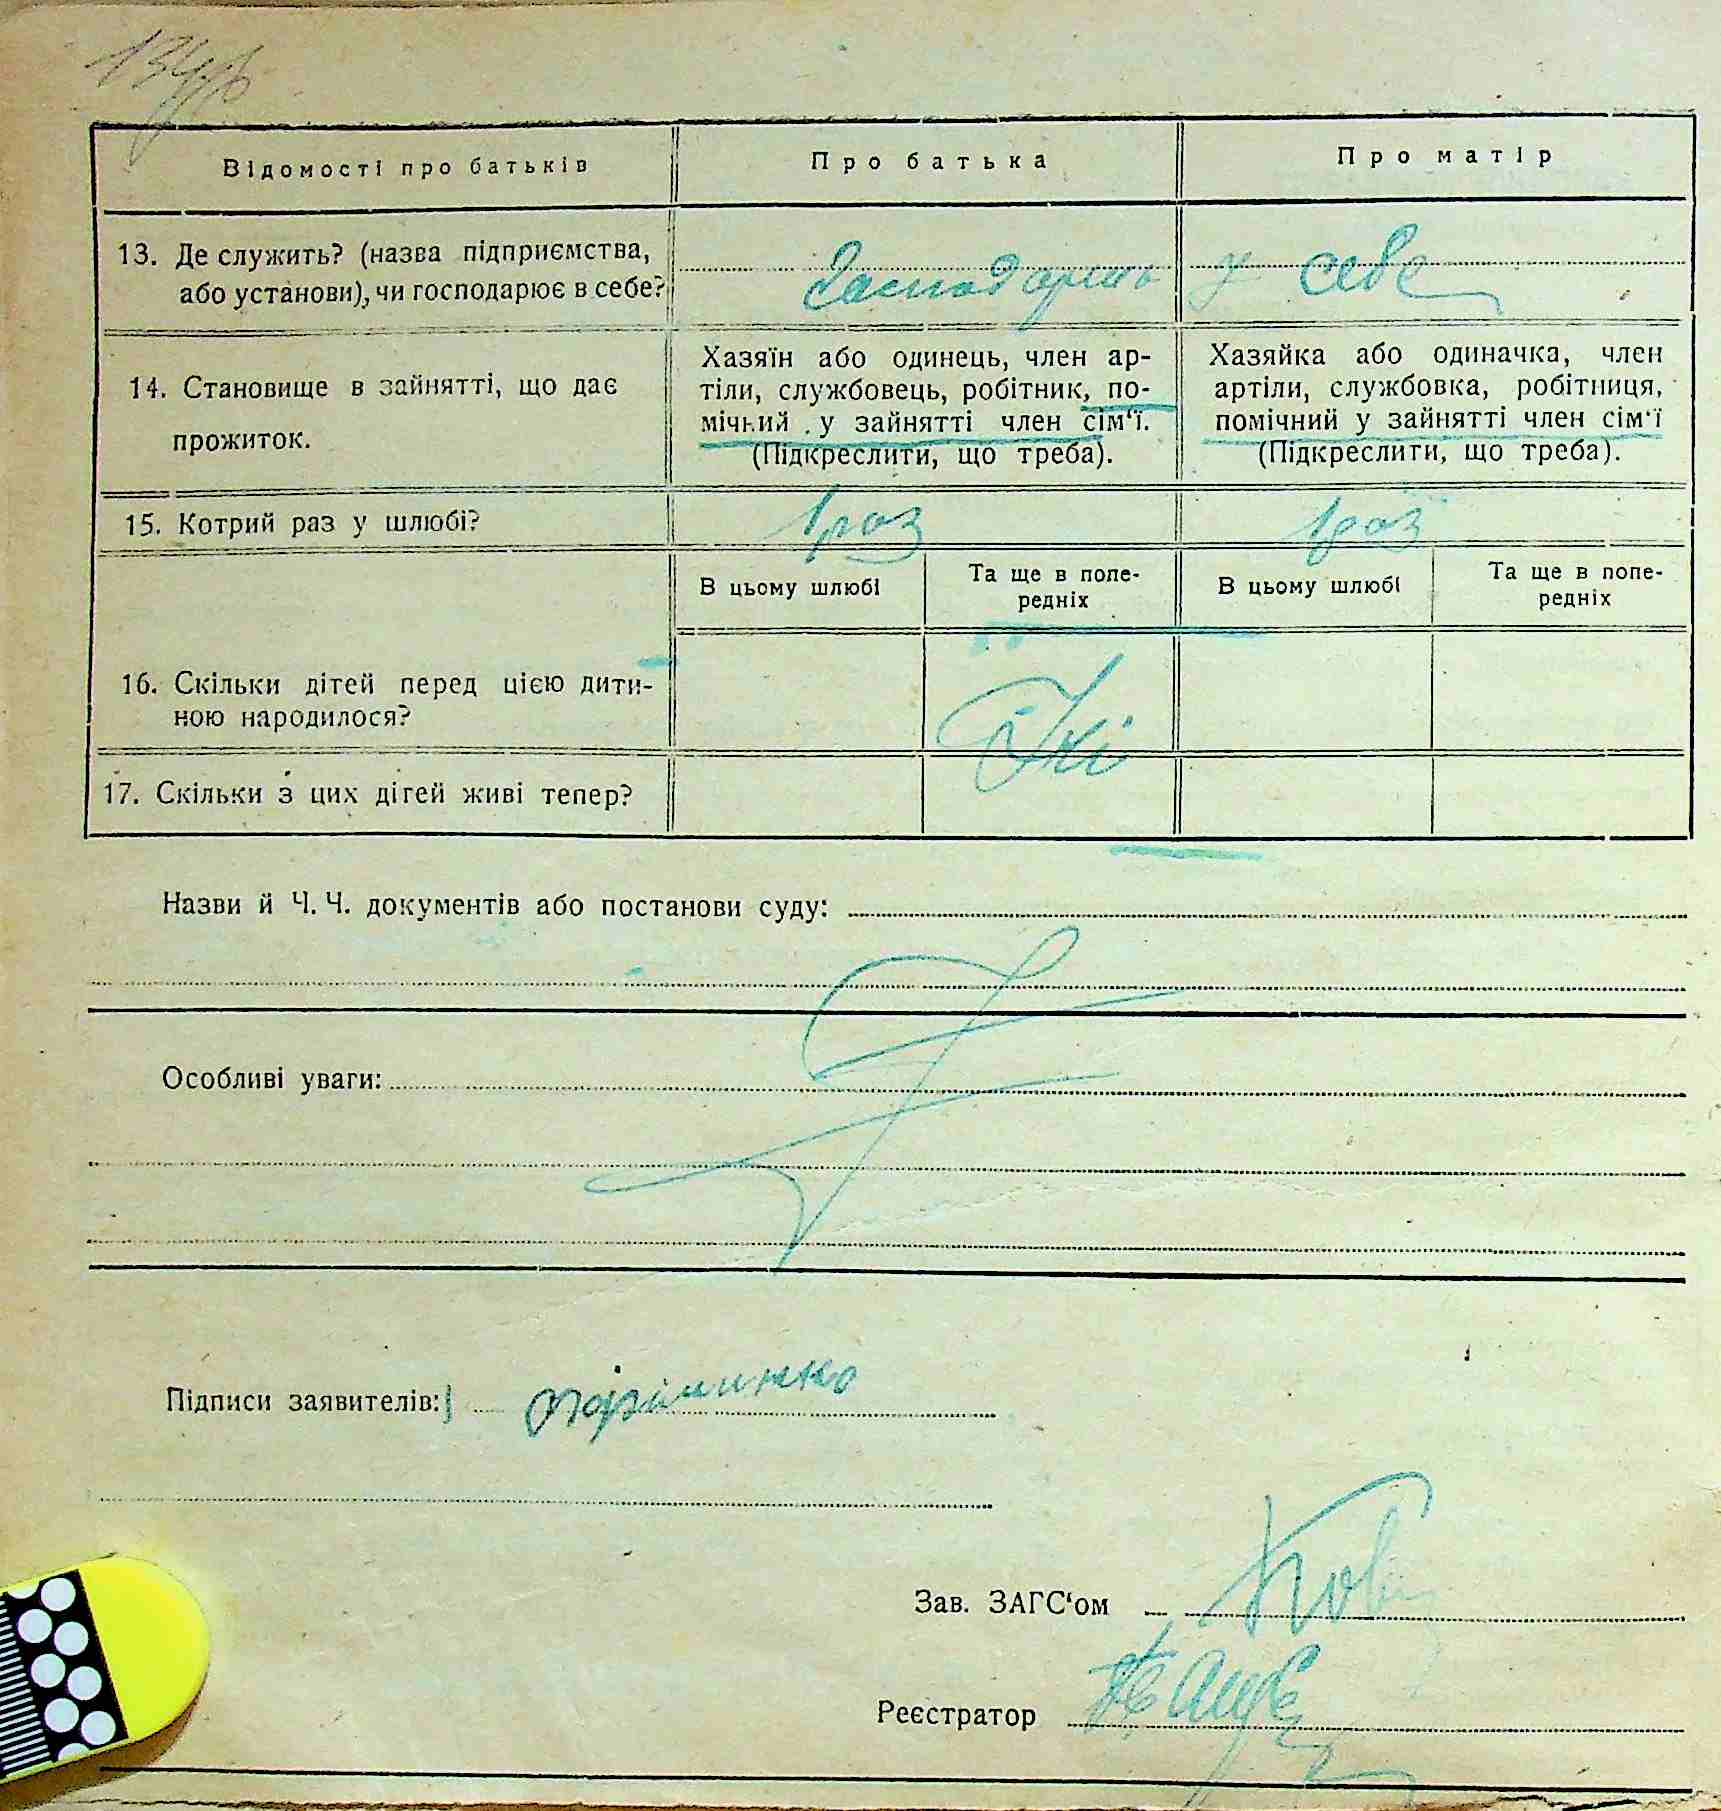 134
Відомості про батьків
Про батька
Про матір
13. Де служить? (назва підприємства,
або установи), чи господарює в себе?
Господарюють у себе
14. Становище в зайнятті, що дає
прожиток.
Хазяїн або одинець, член ар-
тіли, службовець, робітник, по-
мічний у зайнятті член сім‘ї.
(Підкреслити, що треба).
Хазяйка або одиначка, член
артіли, службовка, робітниця,
помічний у зайнятті член сім‘ї
(Підкреслити, що треба).
15. Котрий раз у шлюбі?
1 раз
1 раз
В цьому шлюбі
Та ще в попе-
редніх
В цьому шлюбі
Та ще в попе-
редніх
16. Скільки дітей перед цією дити-
ною народилося?
17. Скільки з цих дітей живі тепер?
Назви й Ч. Ч. документів або постанови суду:
Особливі уваги:
Підписи заявителів:
Зав. ЗАГС‘ом
Реєстратор